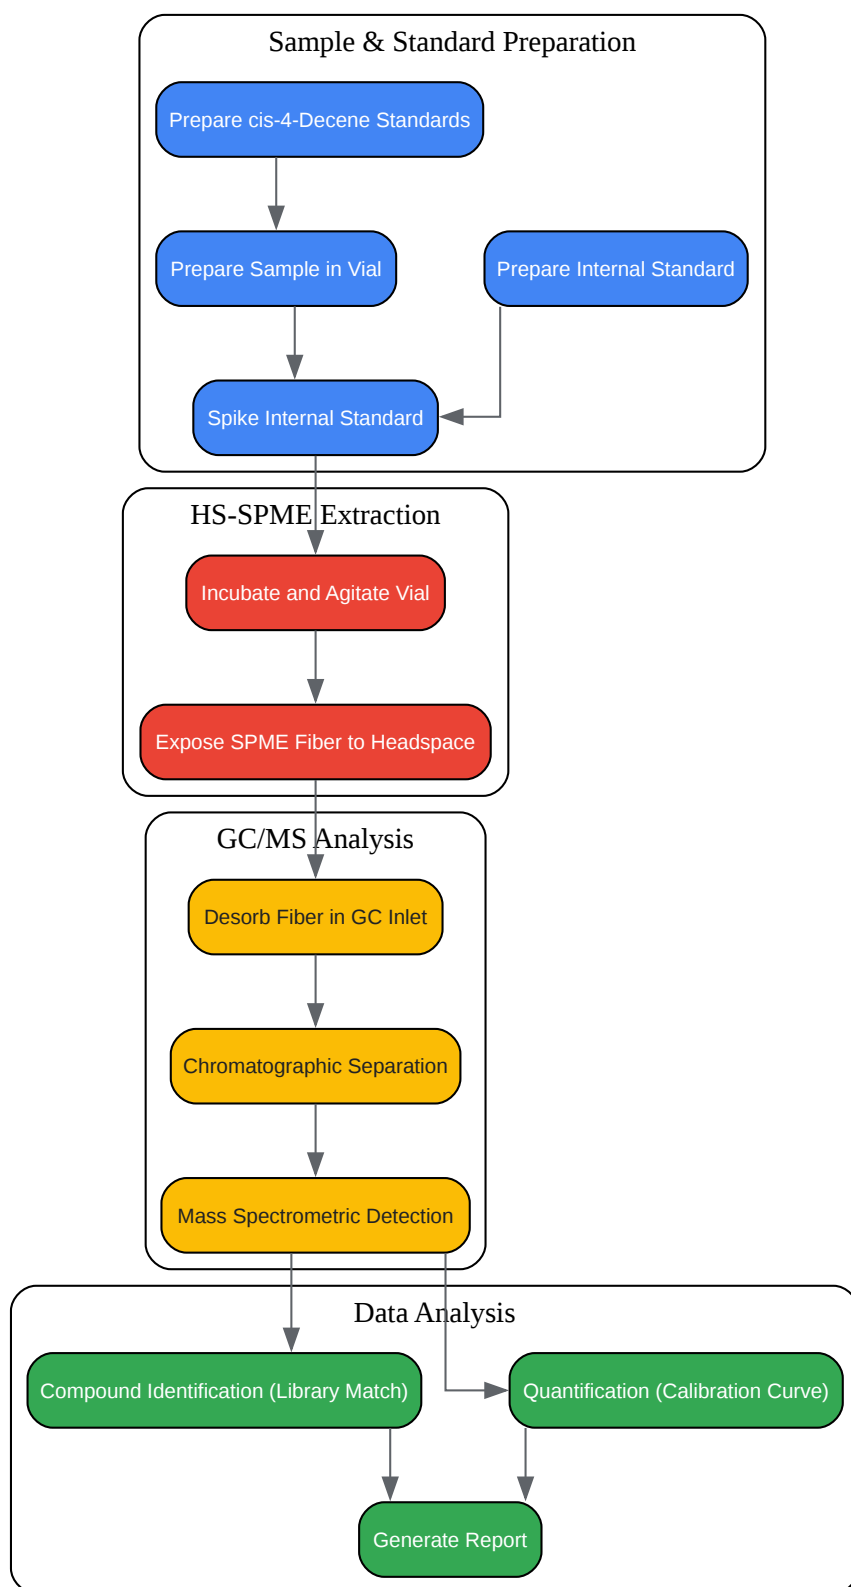 Sample & Standard Preparation
Prepare cis-4-Decene Standards
Prepare Sample in Vial
Prepare Internal Standard
Spike Internal Standard
HS-SPME Extraction
Incubate and Agitate Vial
Expose SPME Fiber to Headspace
GC/MS Analysis
Desorb Fiber in GC Inlet
Chromatographic Separation
Mass Spectrometric Detection
Data Analysis
Compound Identification (Library Match)
Quantification (Calibration Curve)
Generate Report